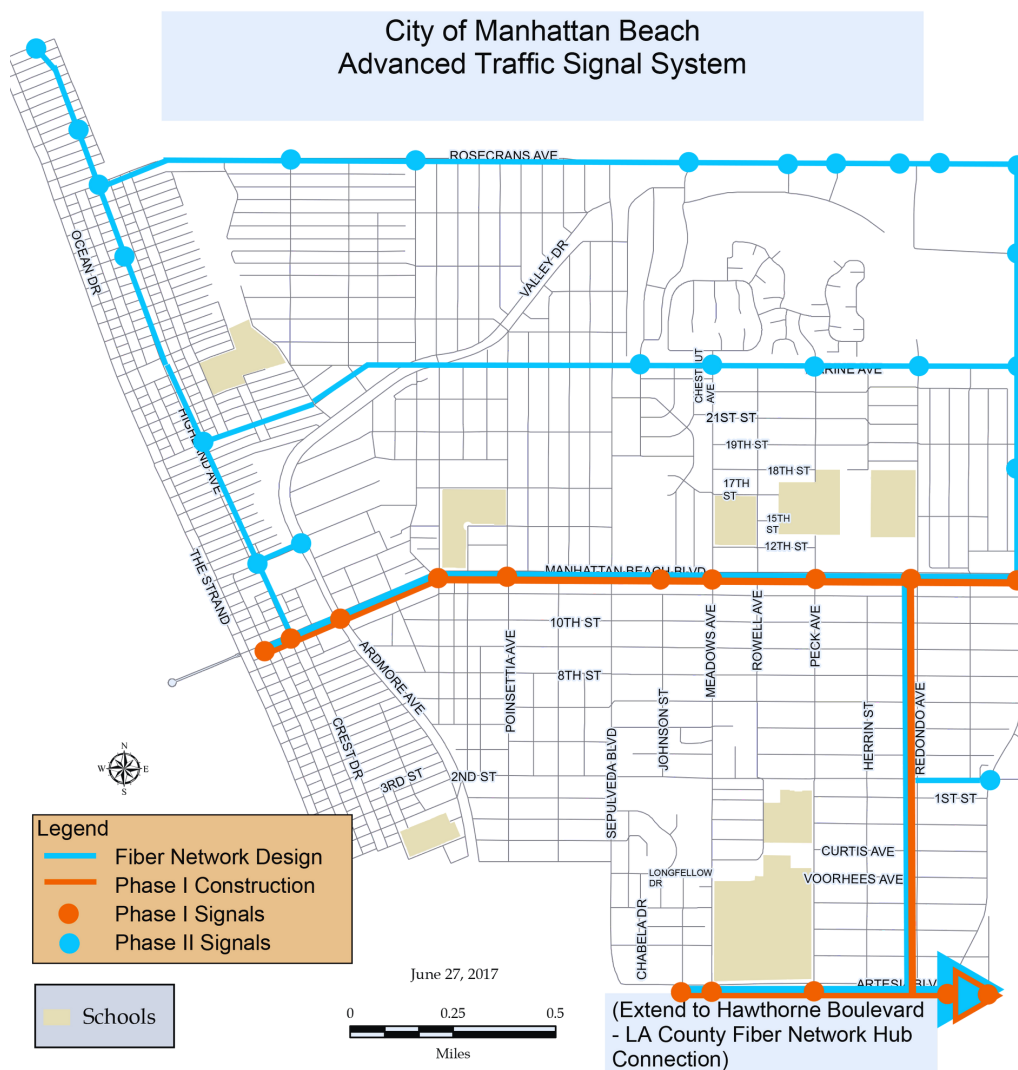 City of Manhattan Beach
Advanced Traffic Signal System
ROSECRANS AVE
OCEAN DR
VALLEY DR
CHESTNUT
AVE
MARINE AVE
21ST ST
19TH ST
18TH ST
17TH
ST
15TH
ST
12TH ST
HIGHLAND AVE
THE STRAND
MANHATTAN BEACH BLVD
10TH ST
8TH ST
ARDMORE AVE
POINSETTIA AVE
JOHNSON ST
MEADOWS AVE
ROWELL AVE
PECK AVE
HERRIN ST
REDONDO AVE
CREST DR
3RD ST
2ND ST
SEPULVEDA BLVD
1ST ST
CURTIS AVE
VOORHEES AVE
LONGFELLOW
DR
CHABELA DR
ARTESIA BLVD
N
W
E
S
Legend
Fiber Network Design
Phase I Construction
Phase I Signals
Phase II Signals
Schools
June 27, 2017
0
0.25
0.5
Miles
(Extend to Hawthorne Boulevard
- LA County Fiber Network Hub
Connection)